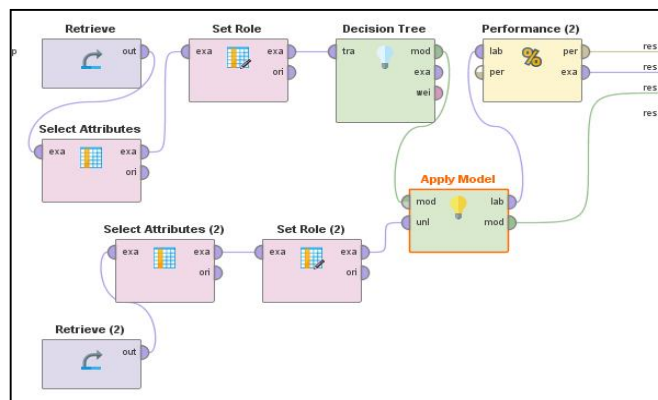 Retrieve
Set Role
Decision Tree
Performance (2)
p
out
exa
exa
ori
tra
mod
exa
wei
lab
per
per
exa
res
res
res
res
Select Attributes
exa
exa
ori
Apply Model
mod
lab
unl
mod
Select Attributes (2)
Set Role (2)
exa
exa
ori
exa
exa
ori
Retrieve (2)
out